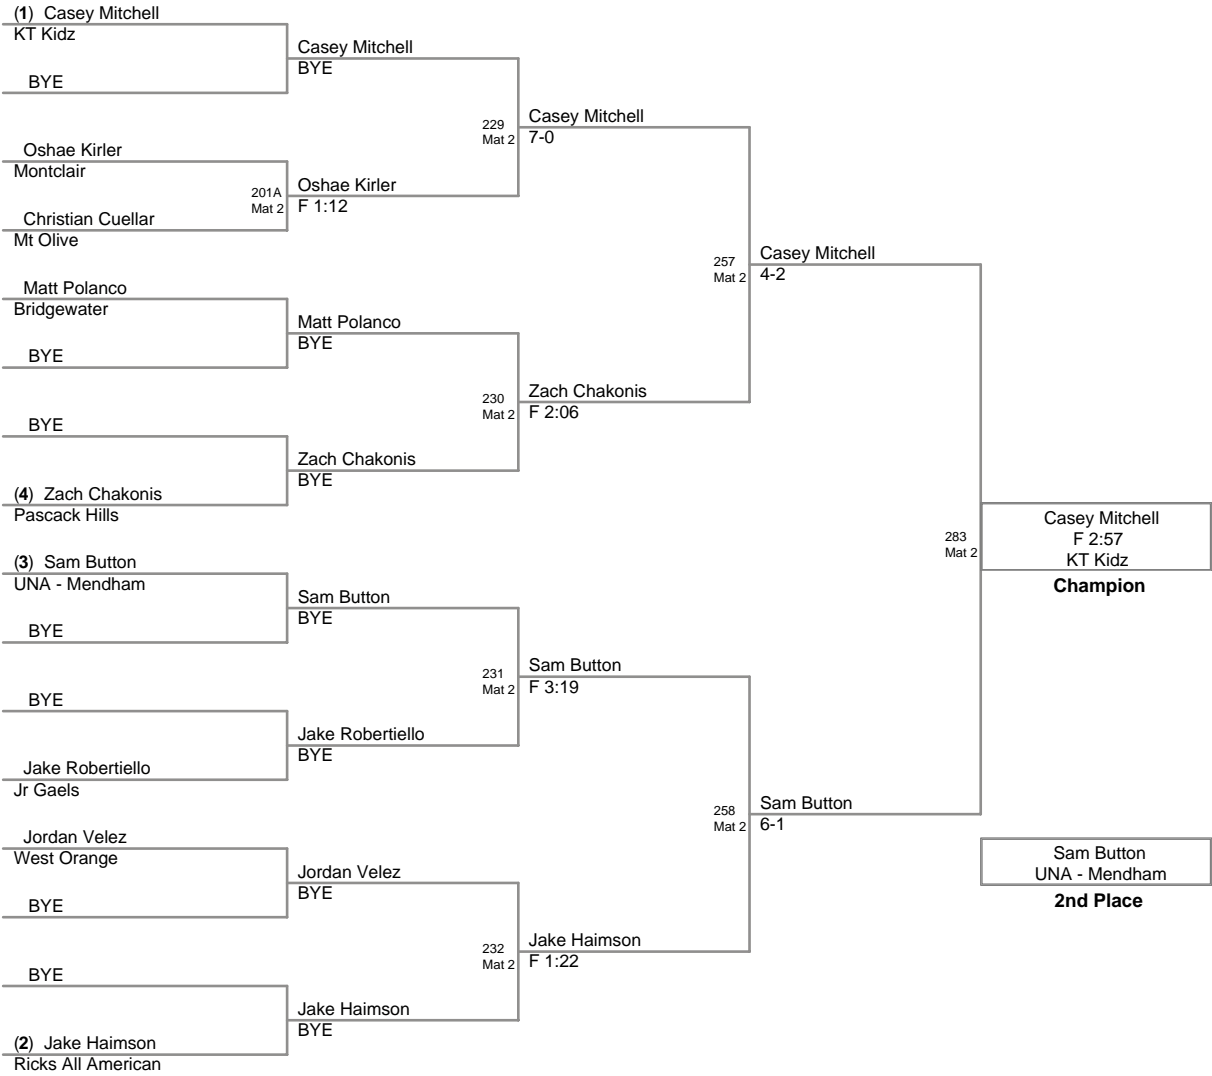 (1) Casey Mitchell
KT Kidz
Casey Mitchell
BYE
BYE
229
Mat 2
Casey Mitchell
7-0
Oshae Kirler
Montclair
201A
Mat 2
Oshae Kirler
F 1:12
Christian Cuellar
Mt Olive
257
Mat 2
Casey Mitchell
4-2
Matt Polanco
Bridgewater
Matt Polanco
BYE
BYE
230
Mat 2
Zach Chakonis
F 2:06
BYE
Zach Chakonis
BYE
(4) Zach Chakonis
Pascack Hills
283
Mat 2
Casey Mitchell
F 2:57
KT Kidz
Champion
(3) Sam Button
UNA - Mendham
Sam Button
BYE
BYE
231
Mat 2
Sam Button
F 3:19
BYE
Jake Robertiello
BYE
Jake Robertiello
Jr Gaels
258
Mat 2
Sam Button
6-1
Jordan Velez
West Orange
Jordan Velez
BYE
BYE
Sam Button
UNA - Mendham
2nd Place
232
Mat 2
Jake Haimson
F 1:22
BYE
Jake Haimson
BYE
(2) Jake Haimson
Ricks All American